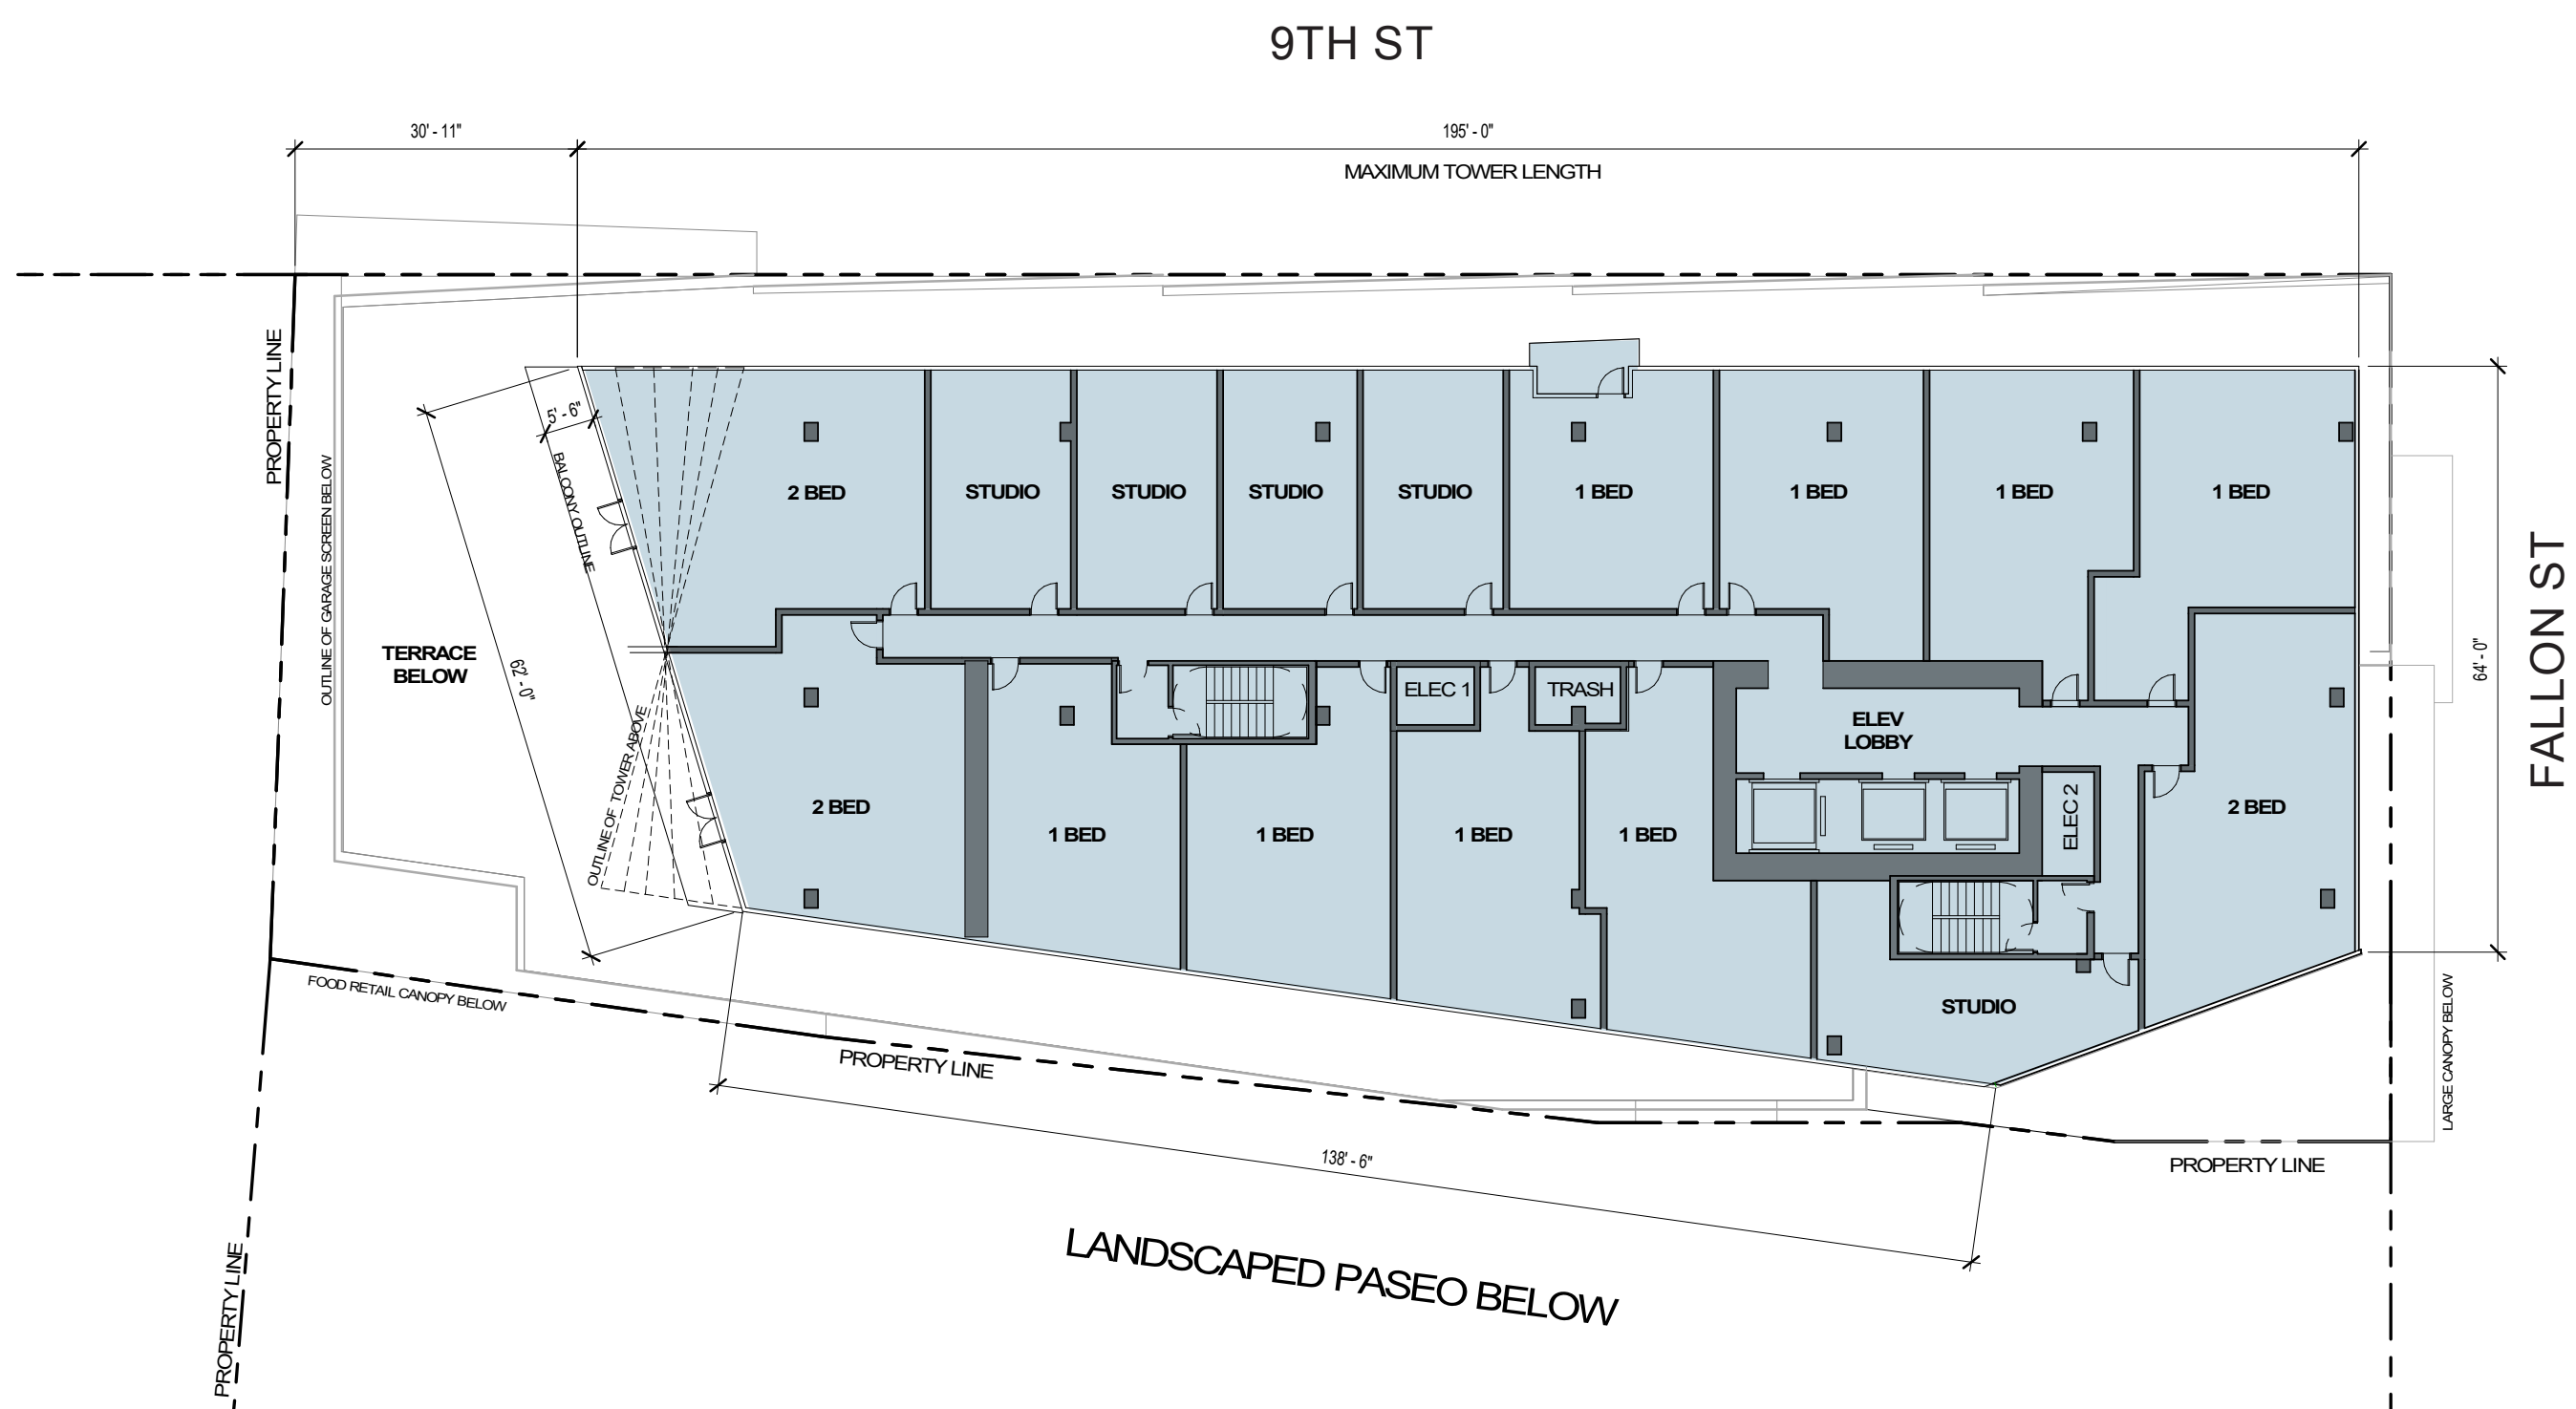 9TH ST
30' - 11"
195' - 0"
MAXIMUM TOWER LENGTH
PROPERTY LINE
OUTLINE OF GARAGE SCREEN BELOW
5' - 6"
BALCONY OUTLINE
62' - 0"
TERRACE
BELOW
OUTLINE OF TOWER ABOVE
2 BED
STUDIO
STUDIO
STUDIO
STUDIO
1 BED
1 BED
1 BED
1 BED
FALLON ST
64' - 0"
ELEC 1
TRASH
ELEV
LOBBY
2 BED
1 BED
1 BED
1 BED
1 BED
ELEC 2
2 BED
STUDIO
FOOD RETAIL CANOPY BELOW
PROPERTY LINE
LARGE CANOPY BELOW
PROPERTY LINE
138' - 6"
LANDSCAPED PASEO BELOW
PROPERTY LINE